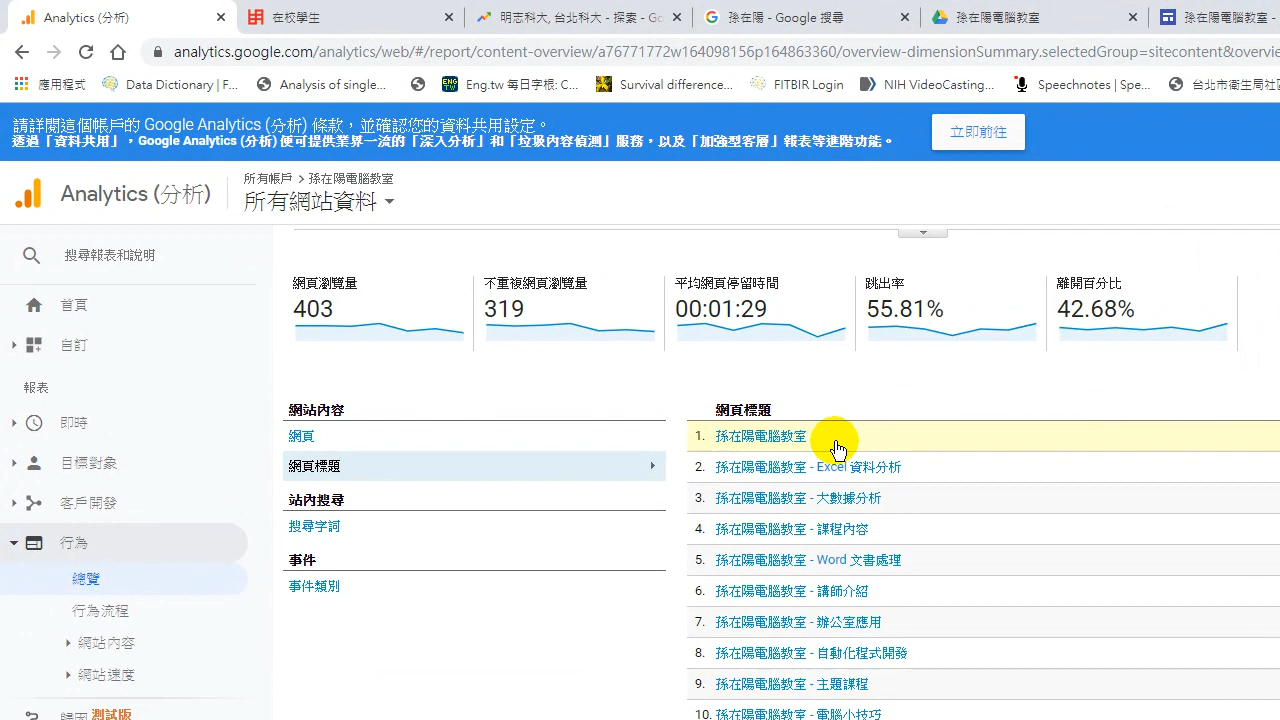 Analytics (分析)
在校學生
明志科大, 台北科大 - 探索 - Go
孫在陽 - Google 搜尋
孫在陽電腦教室
孫在陽電腦教室 -
analytics.google.com/analytics/web/#/report/content-overview/a76771772w164098156p164863360/overview-dimensionSummary.selectedGroup=sitecontent&overvie
應用程式
Data Dictionary | F...
Analysis of single...
Eng.tw 每日字根: C...
Survival difference...
FITBIR Login
NIH VideoCasting...
Speechnotes | Spe...
台北市衛生局社區
請詳閱這個帳戶的 Google Analytics (分析) 條款，並確認您的資料共用設定。
透過「資料共用」，Google Analytics (分析) 便可提供業界一流的「深入分析」和「垃圾內容偵測」服務，以及「加強型客層」報表等進階功能。
立即前往
Analytics (分析)
所有帳戶 > 孫在陽電腦教室
所有網站資料
搜尋報表和說明
首頁
自訂
報表
即時
目標對象
客戶開發
行為
總覽
行為流程
網站內容
網站速度
歸因 測試版
網頁瀏覽量
403
不重複網頁瀏覽量
319
平均網頁停留時間
00:01:29
跳出率
55.81%
離開百分比
42.68%
網站內容
網頁
網頁標題
站內搜尋
搜尋字詞
事件
事件類別
網頁標題
1. 孫在陽電腦教室
2. 孫在陽電腦教室 - Excel 資料分析
3. 孫在陽電腦教室 - 大數據分析
4. 孫在陽電腦教室 - 課程內容
5. 孫在陽電腦教室 - Word 文書處理
6. 孫在陽電腦教室 - 講師介紹
7. 孫在陽電腦教室 - 辦公室應用
8. 孫在陽電腦教室 - 自動化程式開發
9. 孫在陽電腦教室 - 主題課程
10. 孫在陽電腦教室 - 電腦小技巧